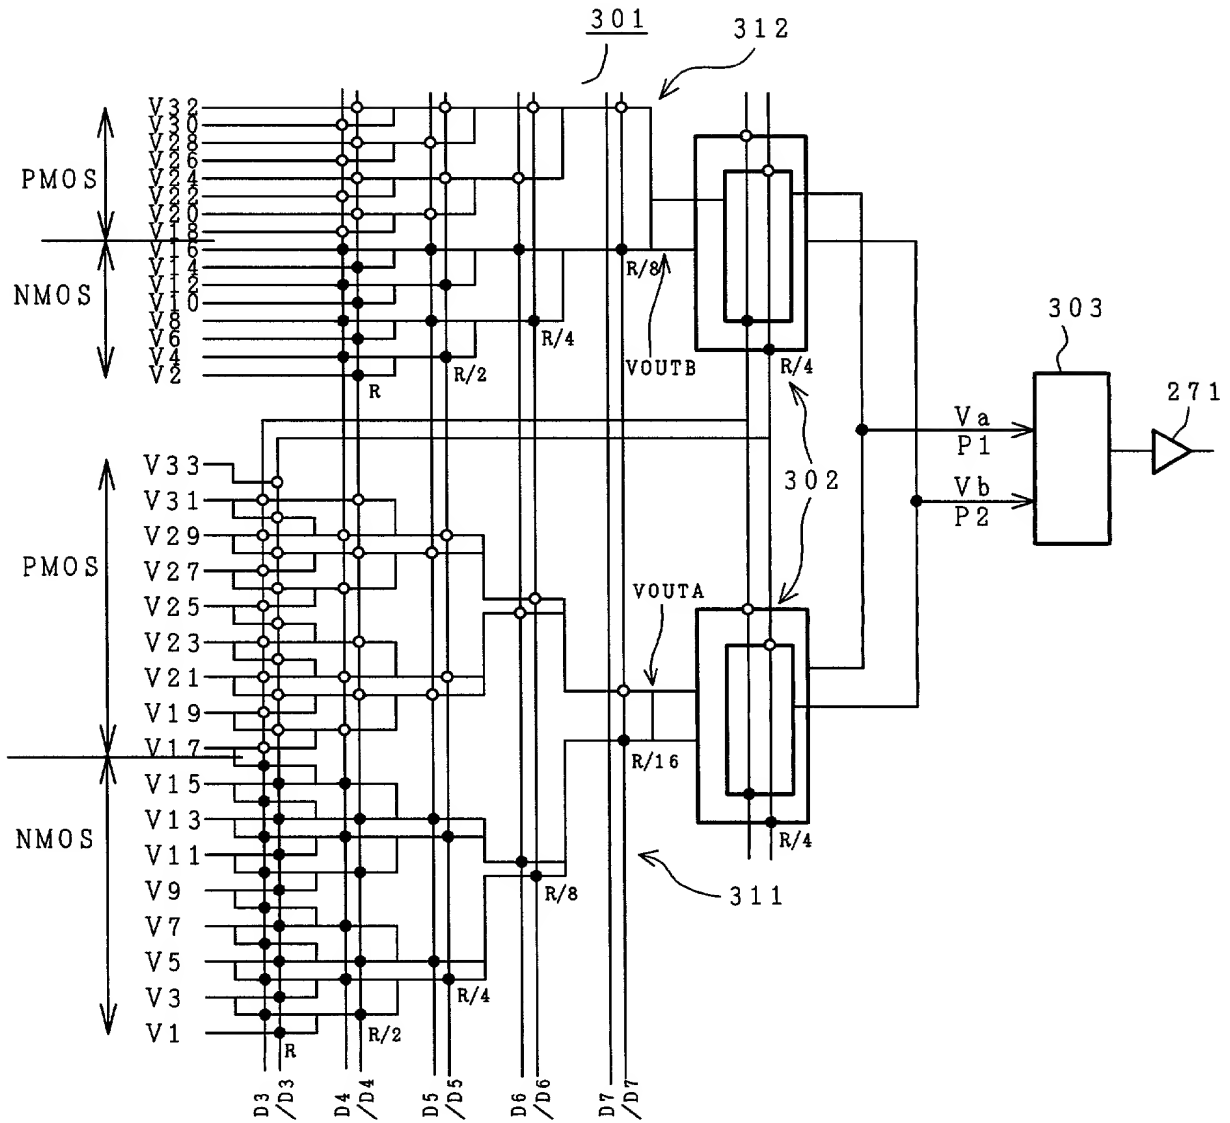 301
312
V32
V30
V28
V26
V24
V22
V20
V18
V16
V14
V12
V10
V8
V6
V4
V2
PMOS
NMOS
R
R/2
R/4
R/8
VOUTB
R/4
302
303
271
Va
P1
Vb
P2
V33
V31
V29
V27
V25
V23
V21
V19
V17
V15
V13
V11
V9
V7
V5
V3
V1
PMOS
NMOS
VOUTA
R/16
R/4
R/8
R/4
R/2
R
311
D3
/D3
D4
/D4
D5
/D5
D6
/D6
D7
/D7